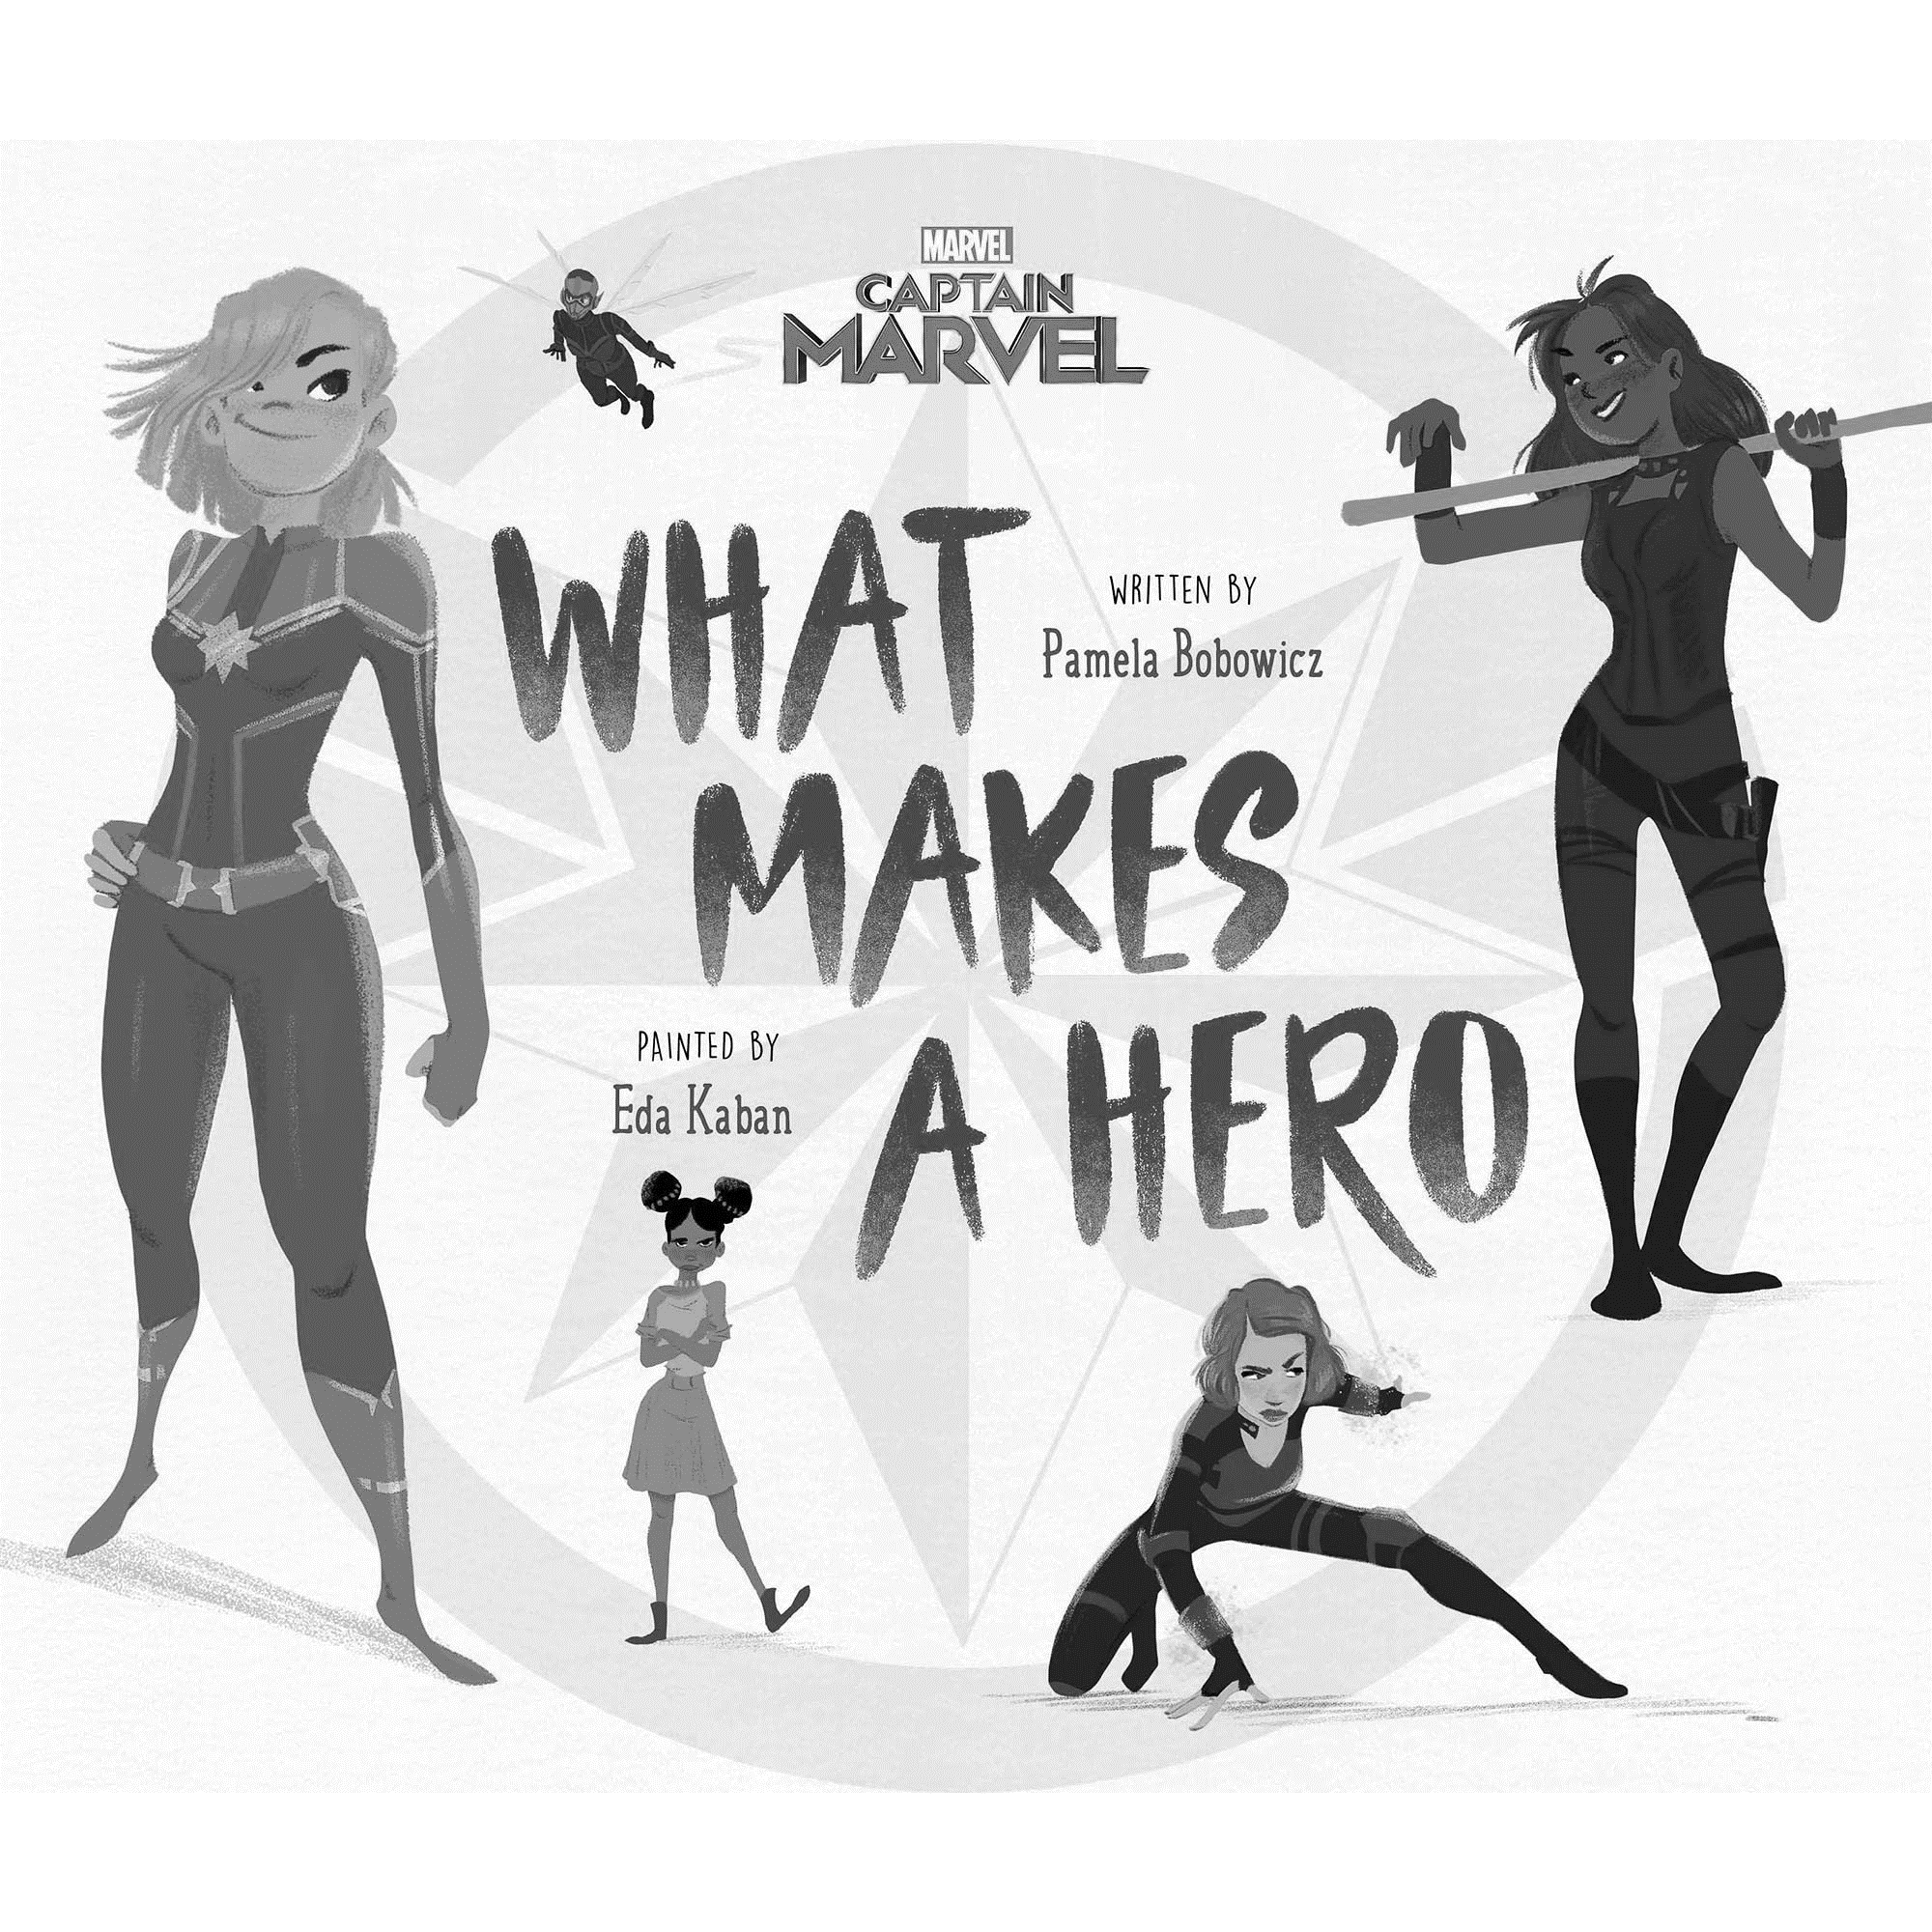 MARVEL
CAPTAIN
MARVEL
WHAT
WRITTEN BY
Pamela Bobowicz
MAKES
PAINTED BY
Eda Kaban
A HERO